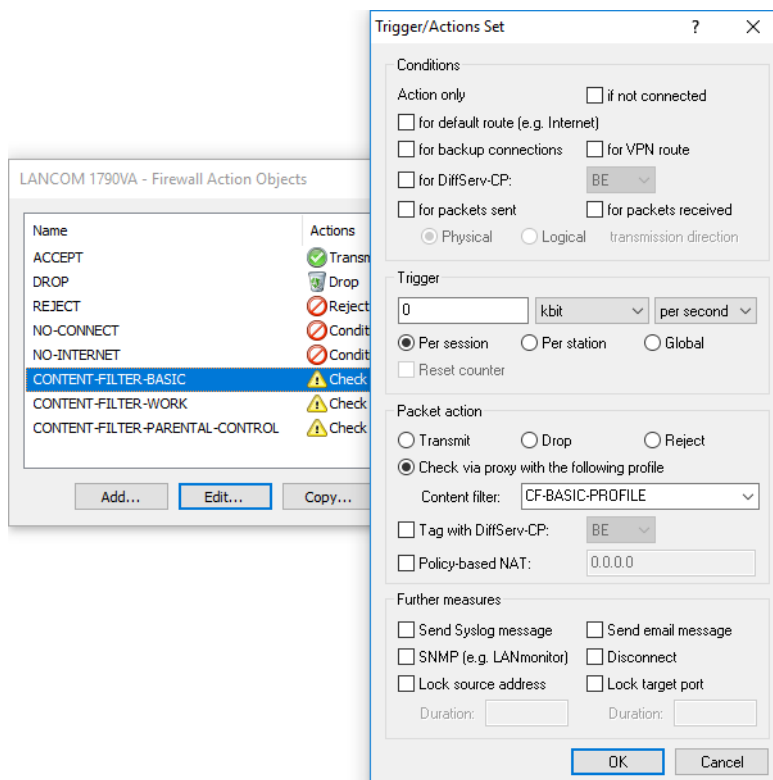 LANCOM 1790VA - Firewall Action Objects
Name Actions
ACCEPT Transm
DROP Drop
REJECT Reject
NO-CONNECT Condit
NO-INTERNET Condit
CONTENT-FILTER-BASIC Check
CONTENT-FILTER-WORK Check
CONTENT-FILTER-PARENTAL-CONTROL Check
Add... Edit... Copy...
Trigger/Actions Set ?
Conditions
Action only if not connected
for default route (e.g. Internet)
for backup connections for VPN route
for DiffServ-CP: BE
for packets sent for packets received
Physical Logical transmission direction
Trigger
0 kbit per second
Per session Per station Global
Reset counter
Packet action
Transmit Drop Reject
Check via proxy with the following profile
Content filter: CF-BASIC-PROFILE
Tag with DiffServ-CP: BE
Policy-based NAT: 0.0.0.0
Further measures
Send Syslog message Send email message
SNMP (e.g. LANmonitor) Disconnect
Lock source address Lock target port
Duration: Duration:
OK Cancel